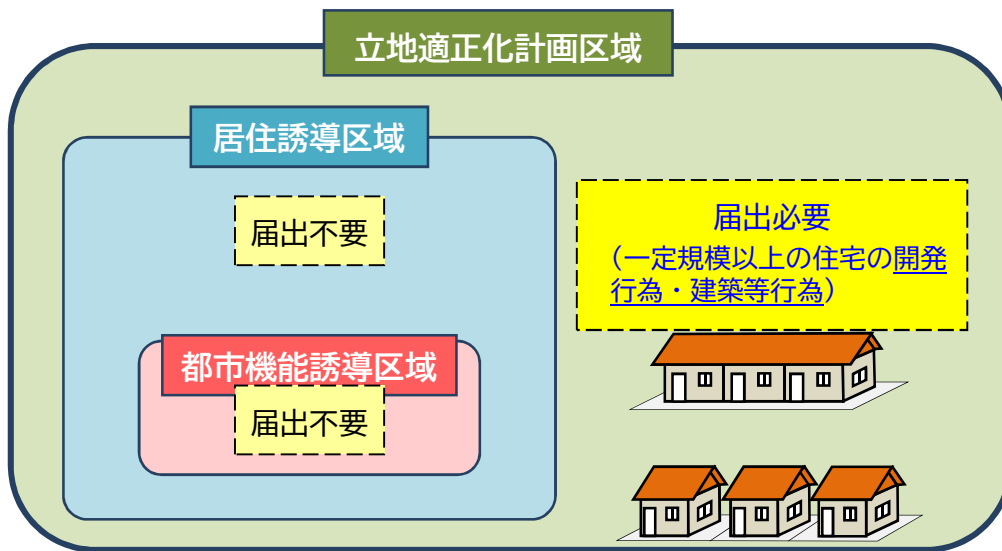 立地適正化計画区域
居住誘導区域
届出不要
届出必要
（一定規模以上の住宅の開発
行為・建築等行為）
都市機能誘導区域
届出不要